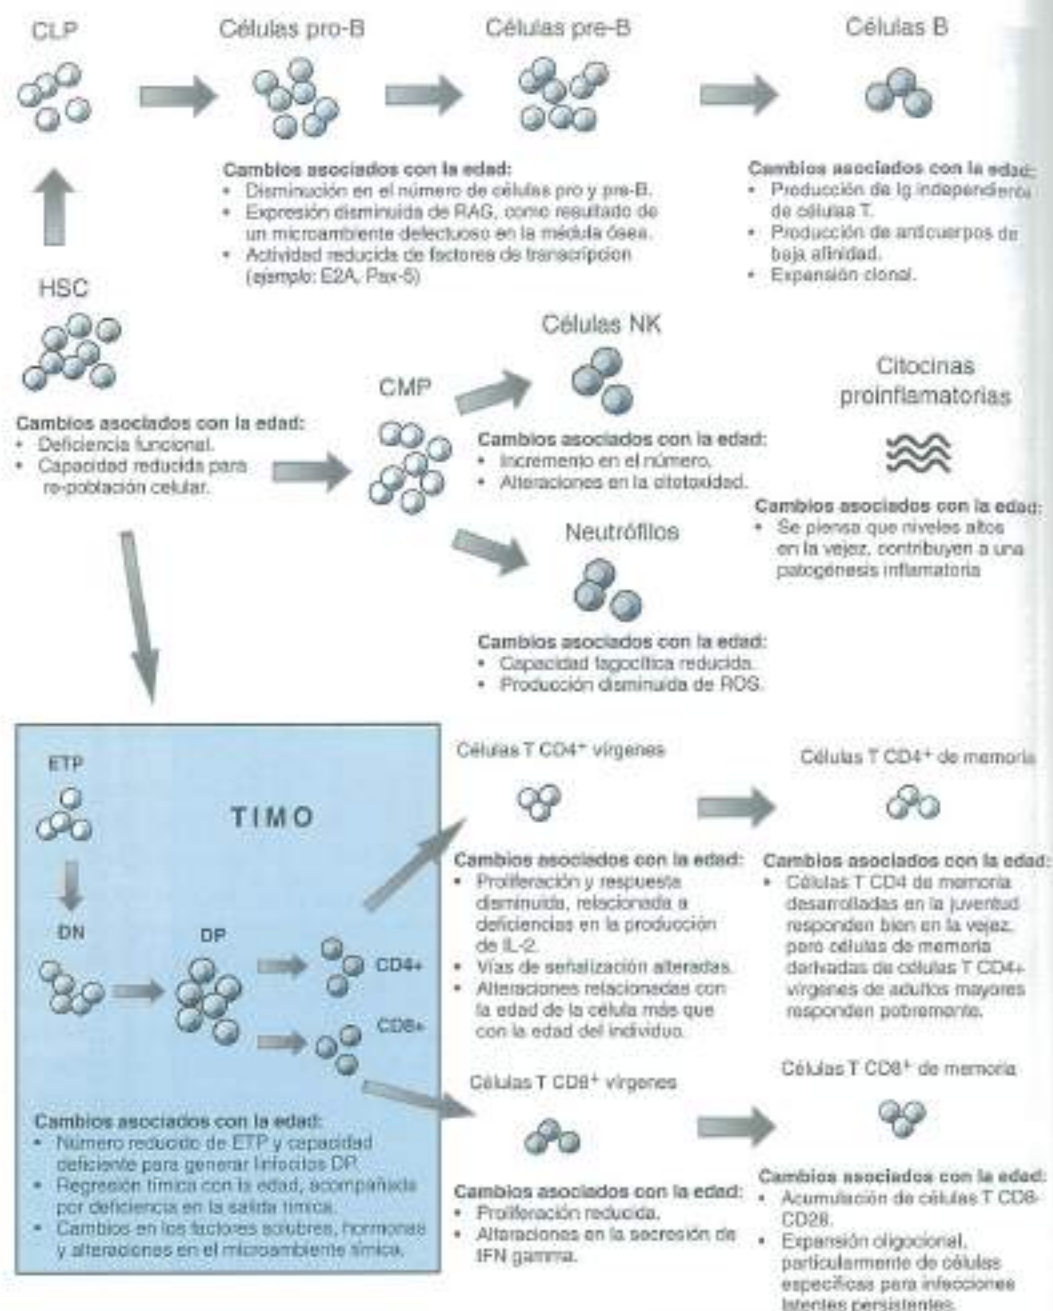 CLP
Células pro-B
Células pre-B
Células B
Cambios asociados con la edad:
• Disminución en el número de células pro y pre-B.
• Expresión disminuida de RAG, como resultado de
un microambiente defectuoso en la médula ósea.
• Actividad reducida de factores de transcripcion
(ejemplo: E2A, Pax-5)
Cambios asociados con la edad:
• Producción de Ig independiente
de células T.
• Producción de anticuerpos de
baja afinidad.
• Expansión clonal.
HSC
Cambios asociados con la edad:
• Deficiencia funcional.
• Capacidad reducida para
re-población celular.
CMP
Células NK
Cambios asociados con la edad:
• Incremento en el número.
• Alteraciones en la citotoxidad.
Neutrófilos
Cambios asociados con la edad:
• Capacidad fagocítica reducida.
• Producción disminuida de ROS.
Citocinas
proinflamatorias
Cambios asociados con la edad:
• Se piensa que niveles altos
en la vejez, contribuyen a una
patogénesis inflamatoria
TIMO
ETP
DN
DP
CD4+
CD8+
Cambios asociados con la edad:
• Número reducido de ETP y capacidad
deficiente para generar linfocitos DP.
• Regresión tímica con la edad, acompañada
por deficiencia en la salida tímica.
• Cambios en los factores solubres, hormonas
y alteraciones en el microambiente tímico.
Células T CD4+ vírgenes
Cambios asociados con la edad:
• Proliferación y respuesta
disminuida, relacionada a
deficiencias en la producción
de IL-2.
• Vías de señalización alteradas.
• Alteraciones relacionadas con
la edad de la célula más que
con la edad del individuo.
Células T CD4+ de memoria
Cambios asociados con la edad:
• Células T CD4 de memoria
desarrolladas en la juventud
responden bien en la vejez,
pero células de memoria
derivadas de células T CD4+
vírgenes de adultos mayores
responden pobremente.
Células T CD8+ vírgenes
Cambios asociados con la edad:
• Proliferación reducida.
• Alteraciones en la secreción de
IFN gamma.
Células T CD8+ de memoria
Cambios asociados con la edad:
• Acumulación de células T CD8-
CD28.
• Expansión oligoclonal,
particularmente de células
específicas para infecciones
latentes persistentes.